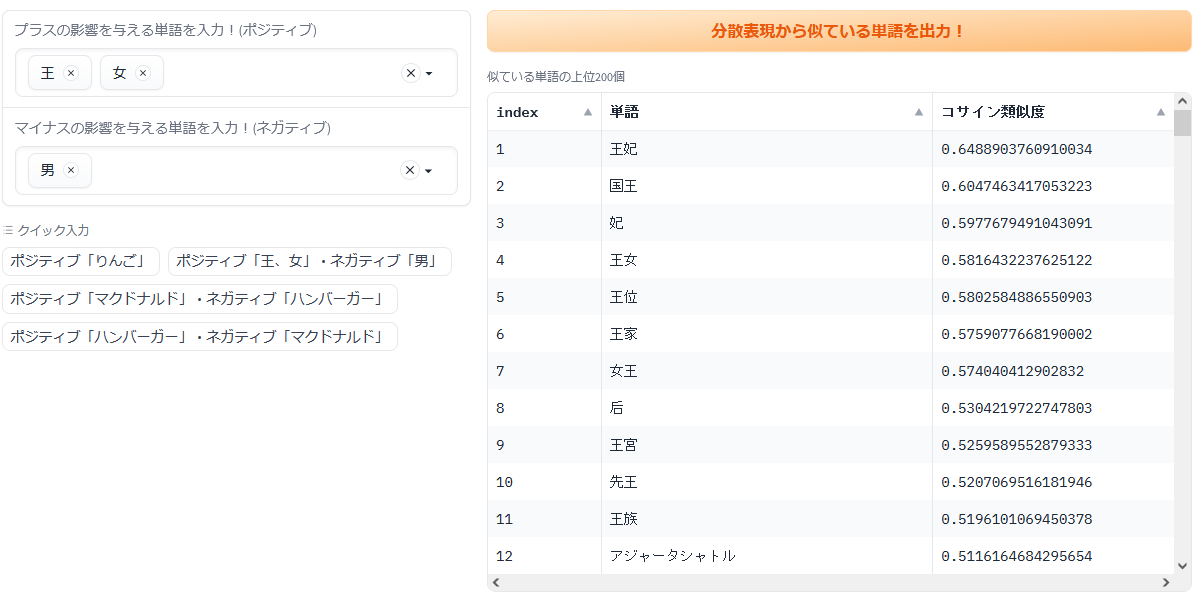 プラスの影響を与える単語を入力！(ポジティブ)
王 × 女 ×
マイナスの影響を与える単語を入力！(ネガティブ)
男 ×
クイック入力
ポジティブ「りんご」
ポジティブ「王、女」・ネガティブ「男」
ポジティブ「マクドナルド」・ネガティブ「ハンバーガー」
ポジティブ「ハンバーガー」・ネガティブ「マクドナルド」
分散表現から似ている単語を出力！
似ている単語の上位200個
index 単語 コサイン類似度
1 王妃 0.6488903760910034
2 国王 0.6047463417053223
3 妃 0.5977679491043091
4 王女 0.5816432237625122
5 王位 0.5802584886550903
6 王家 0.5759077668190002
7 女王 0.574040412902832
8 后 0.5304219722747803
9 王宮 0.5259589552879333
10 先王 0.5207069516181946
11 王族 0.5196101069450378
12 アジャータシャトル 0.5116164684295654